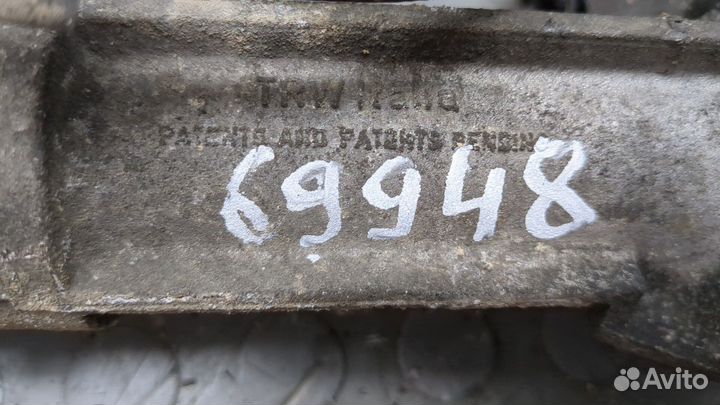 TRW Italia
PATENTS AND PATENTS PENDING
69948
Avito